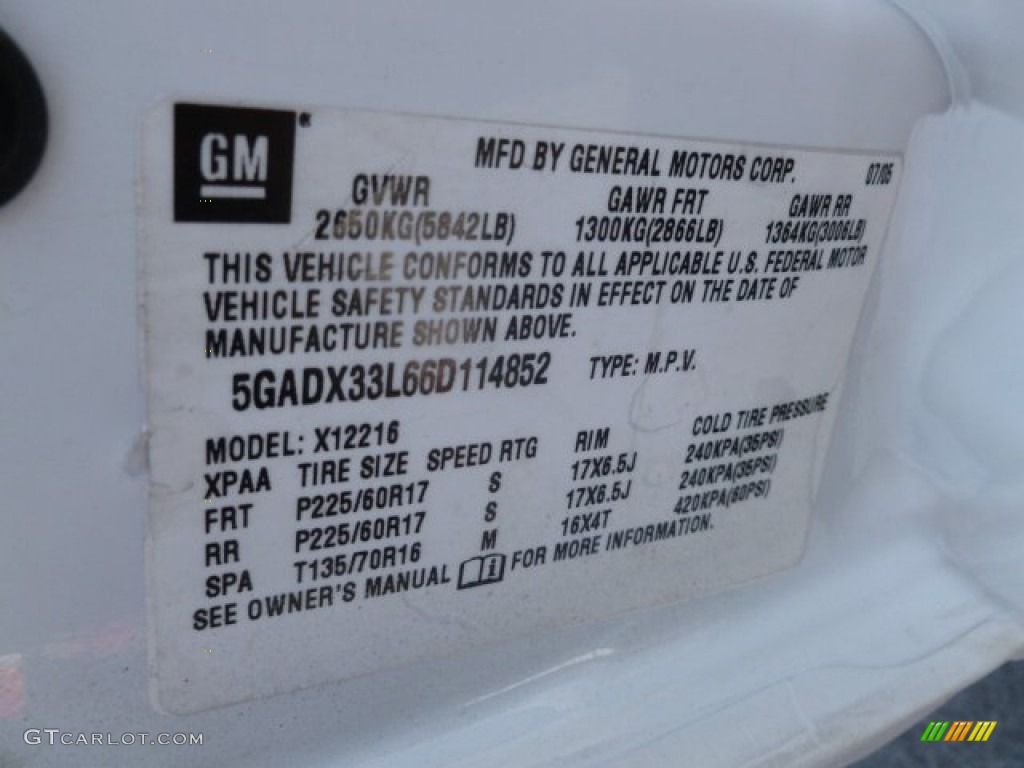 GM
MFD BY GENERAL MOTORS CORP. 07/05
GVWR GAWR FRT GAWR RR
2650KG(5842LB) 1300KG(2866LB) 1364KG(3006LB)
THIS VEHICLE CONFORMS TO ALL APPLICABLE U.S. FEDERAL MOTOR
VEHICLE SAFETY STANDARDS IN EFFECT ON THE DATE OF
MANUFACTURE SHOWN ABOVE.
5GADX33L66D114852 TYPE: M.P.V.
MODEL: X12216
XPAA TIRE SIZE SPEED RTG RIM COLD TIRE PRESSURE
FRT P225/60R17 S 17X6.5J 240KPA(35PSI)
RR P225/60R17 S 17X6.5J 240KPA(35PSI)
SPA T135/70R16 M 16X4T 420KPA(60PSI)
SEE OWNER'S MANUAL FOR MORE INFORMATION.
GTCARLOT.COM